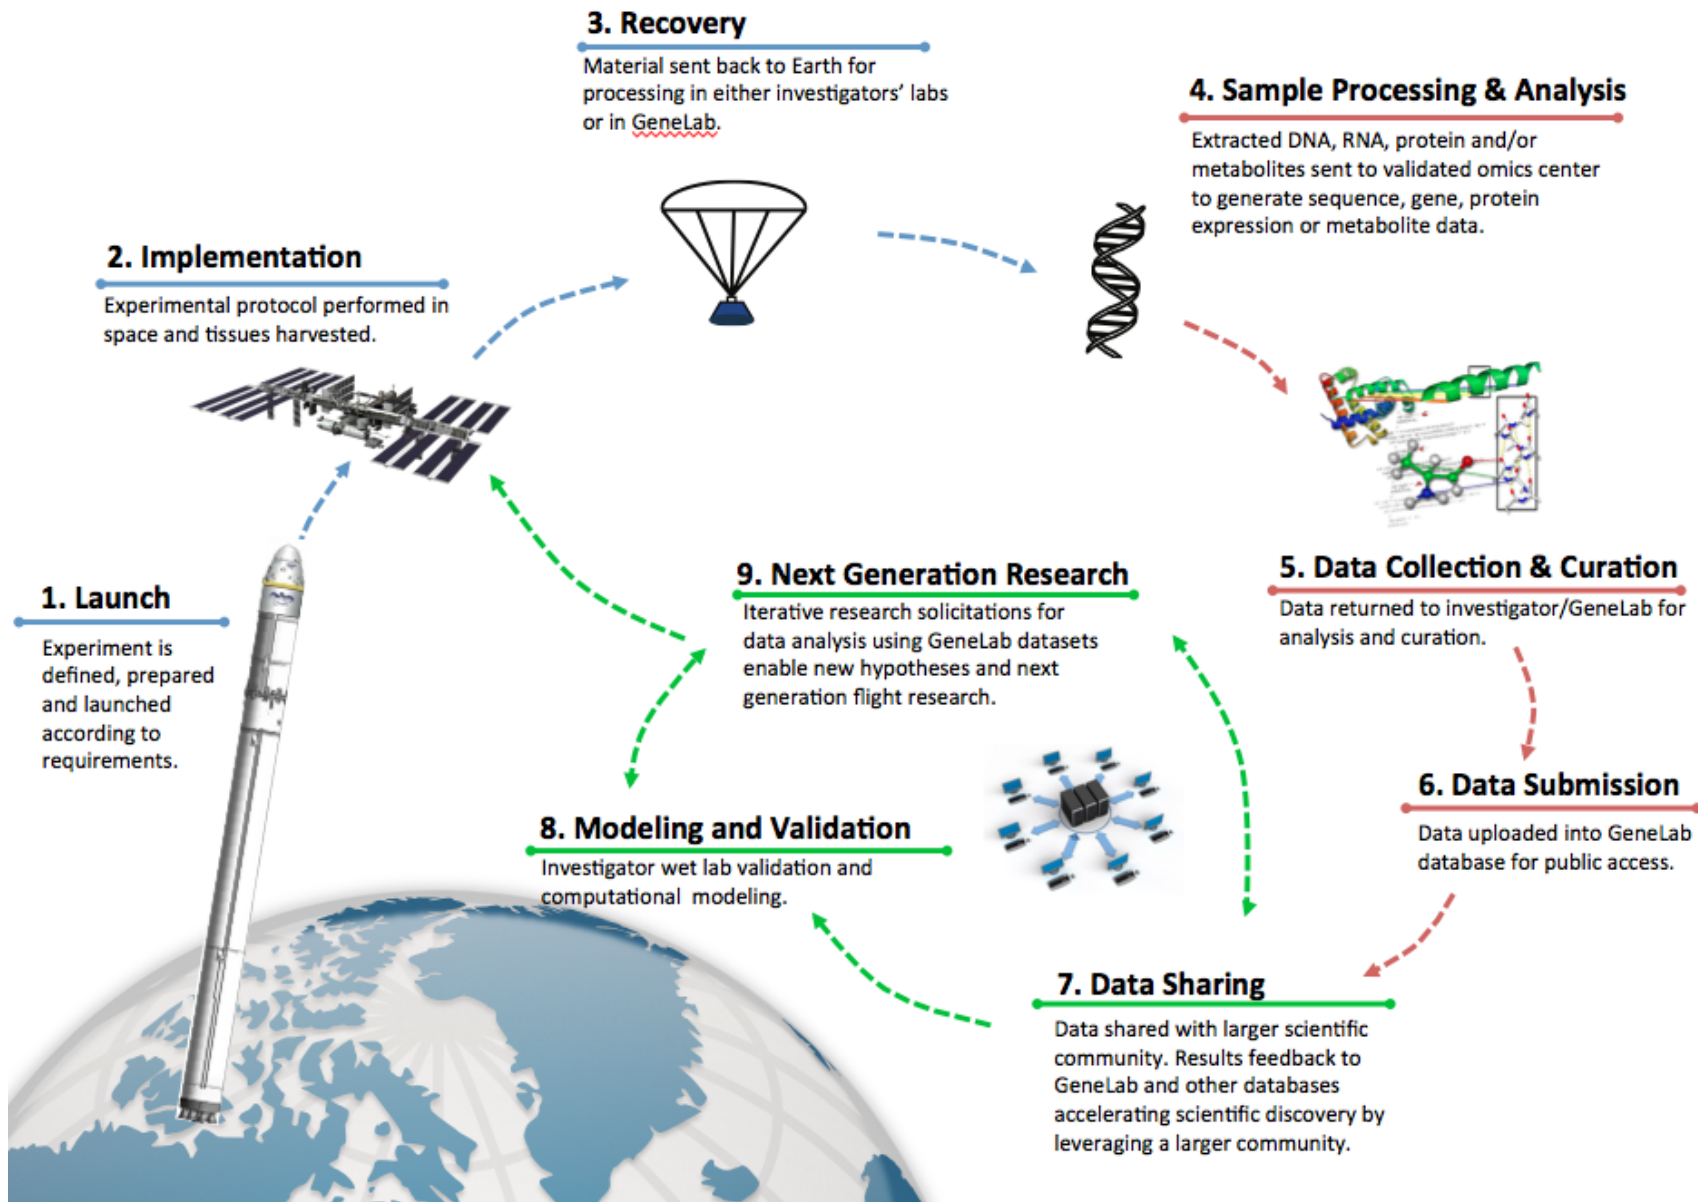 3. Recovery
Material sent back to Earth for
processing in either investigators' labs
or in GeneLab.
4. Sample Processing & Analysis
Extracted DNA, RNA, protein and/or
metabolites sent to validated omics center
to generate sequence, gene, protein
expression or metabolite data.
2. Implementation
Experimental protocol performed in
space and tissues harvested.
1. Launch
Experiment is
defined, prepared
and launched
according to
requirements.
9. Next Generation Research
Iterative research solicitations for
data analysis using GeneLab datasets
enable new hypotheses and next
generation flight research.
5. Data Collection & Curation
Data returned to investigator/GeneLab for
analysis and curation.
6. Data Submission
Data uploaded into GeneLab
database for public access.
8. Modeling and Validation
Investigator wet lab validation and
computational  modeling.
7. Data Sharing
Data shared with larger scientific
community. Results feedback to
GeneLab and other databases
accelerating scientific discovery by
leveraging a larger community.